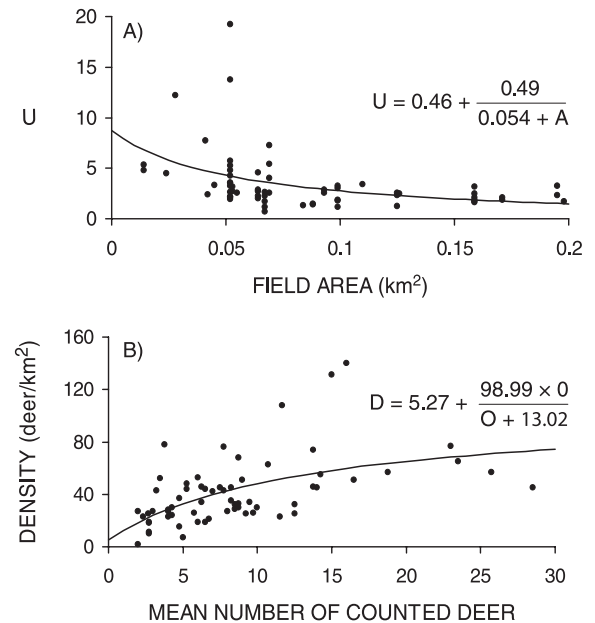 A)
20
15
10
5
0
U
U = 0.46 + 0.49 / 0.054 + A
0 0.05 0.1 0.15 0.2
FIELD AREA (km²)
B)
160
120
80
40
0
DENSITY (deer/km²)
D = 5.27 + 98.99 × 0 / O + 13.02
0 5 10 15 20 25 30
MEAN NUMBER OF COUNTED DEER